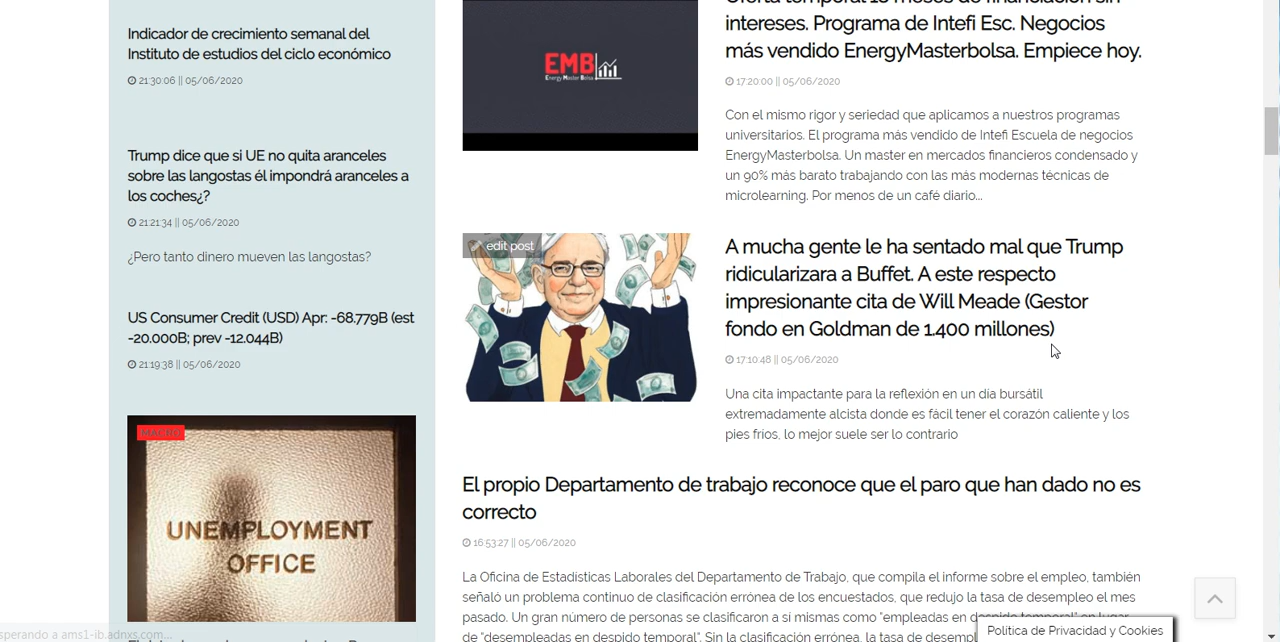 Indicador de crecimiento semanal del
Instituto de estudios del ciclo económico
21:30:06 || 05/06/2020
Trump dice que si UE no quita aranceles
sobre las langostas él impondrá aranceles a
los coches¿?
21:21:34 || 05/06/2020
¿Pero tanto dinero mueven las langostas?
US Consumer Credit (USD) Apr: -68.779B (est
-20.000B; prev -12.044B)
21:19:38 || 05/06/2020
MACRO
UNEMPLOYMENT
OFFICE
EMB
Energy Master Bolsa
Oferta temporal 18 meses de financiación sin
intereses. Programa de Intefi Esc. Negocios
más vendido EnergyMasterbolsa. Empiece hoy.
17:20:00 || 05/06/2020
Con el mismo rigor y seriedad que aplicamos a nuestros programas
universitarios. El programa más vendido de Intefi Escuela de negocios
EnergyMasterbolsa. Un master en mercados financieros condensado y
un 90% más barato trabajando con las más modernas técnicas de
microlearning. Por menos de un café diario...
edit post
A mucha gente le ha sentado mal que Trump
ridicularizara a Buffet. A este respecto
impresionante cita de Will Meade (Gestor
fondo en Goldman de 1.400 millones)
17:10:48 || 05/06/2020
Una cita impactante para la reflexión en un día bursátil
extremadamente alcista donde es fácil tener el corazón caliente y los
pies fríos, lo mejor suele ser lo contrario
El propio Departamento de trabajo reconoce que el paro que han dado no es
correcto
16:53:27 || 05/06/2020
La Oficina de Estadísticas Laborales del Departamento de Trabajo, que compila el informe sobre el empleo, también
señaló un problema continuo de clasificación errónea de los encuestados, que redujo la tasa de desempleo el mes
pasado. Un gran número de personas se clasificaron a sí mismas como "empleadas en despido temporal" en lugar
de "desempleadas en despido temporal". Sin la clasificación errónea, la tasa de desempl
Política de Privacidad y Cookies
sperando a ams1-ib.adnxs.com...